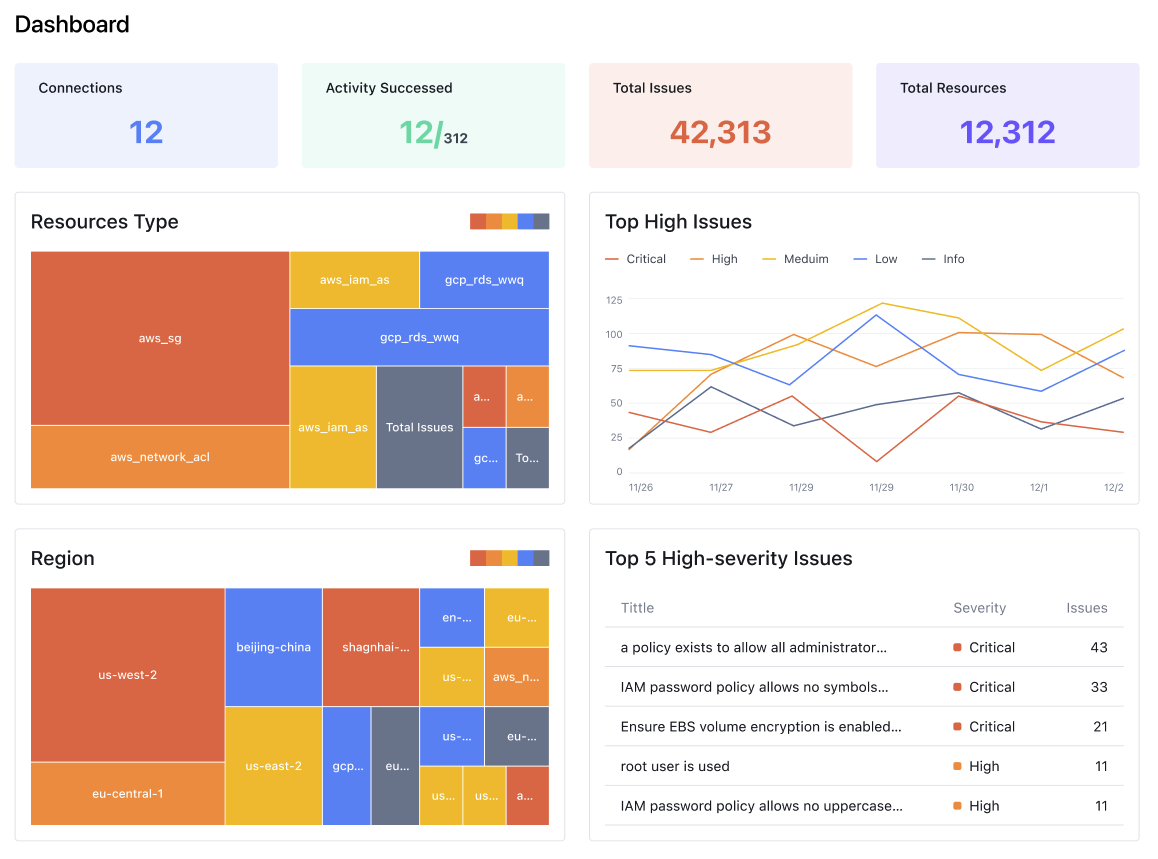 Dashboard
Connections
12
Activity Successed
12/312
Total Issues
42,313
Total Resources
12,312
Resources Type
aws_sg
aws_network_acl
aws_iam_as
gcp_rds_wwq
gcp_rds_wwq
aws_iam_as
Total Issues
a...
a...
gc...
To...
Top High Issues
Critical High Meduim Low Info
125
100
75
50
25
0
11/26 11/27 11/29 11/29 11/30 12/1 12/2
Region
us-west-2
eu-central-1
beijing-china
shagnhai-...
us-east-2
gcp...
eu...
en-...
eu-...
us-...
aws_n...
us-...
eu-...
us...
us...
a...
Top 5 High-severity Issues
Tittle Severity Issues
a policy exists to allow all administrator... Critical 43
IAM password policy allows no symbols... Critical 33
Ensure EBS volume encryption is enabled... Critical 21
root user is used High 11
IAM password policy allows no uppercase... High 11